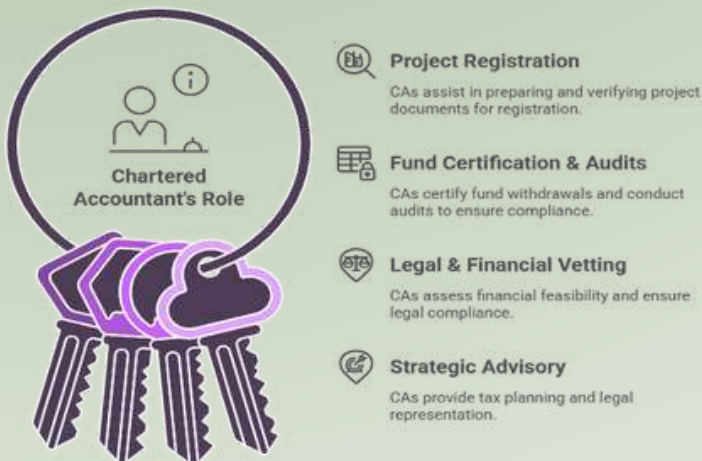 Chartered
Accountant's Role
Project Registration
CAs assist in preparing and verifying project
documents for registration.
Fund Certification & Audits
CAs certify fund withdrawals and conduct
audits to ensure compliance.
Legal & Financial Vetting
CAs assess financial feasibility and ensure
legal compliance.
Strategic Advisory
CAs provide tax planning and legal
representation.